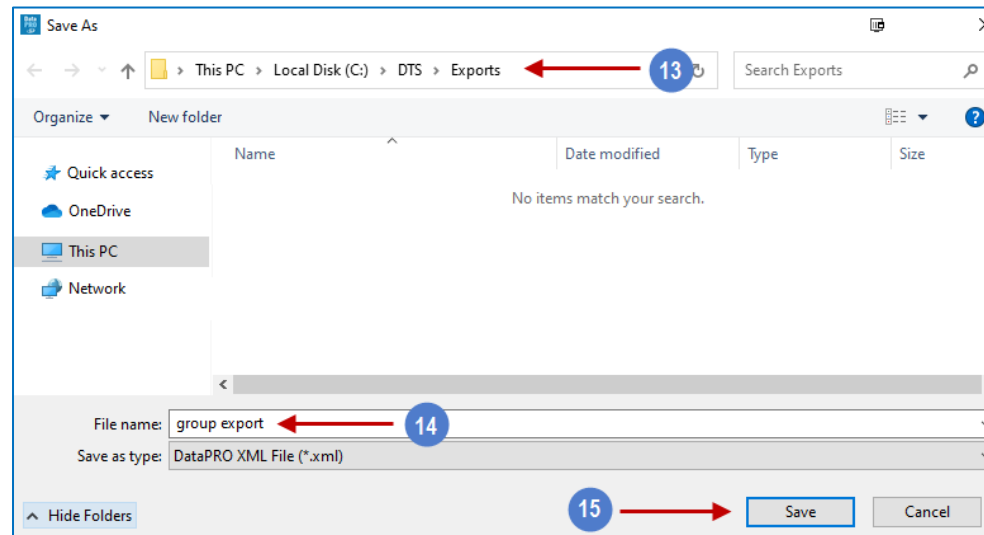 Data PRO Save As
This PC > Local Disk (C:) > DTS > Exports 13 Search Exports
Organize New folder ?
Name Date modified Type Size
No items match your search.
Quick access
OneDrive
This PC
Network
File name: group export 14
Save as type: DataPRO XML File (*.xml)
Hide Folders 15 Save Cancel